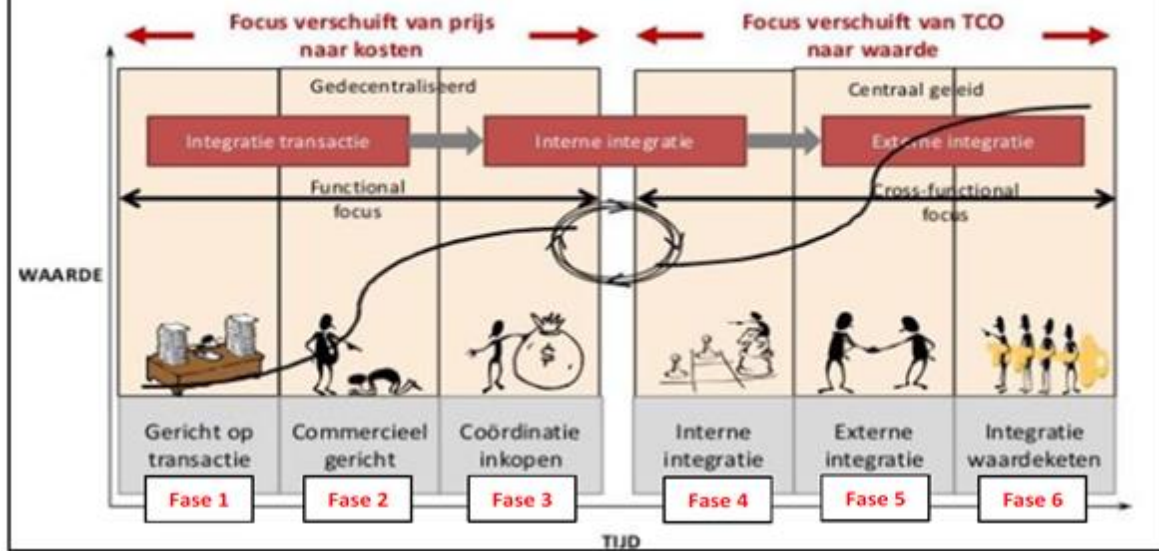 Focus verschuift van prijs
naar kosten
Focus verschuift van TCO
naar waarde
Gedecentraliseerd
Centraal geleid
Integratie transactie
Interne integratie
Externe integratie
Functional
focus
Cross-functional
focus
WAARDE
$
Gericht op
transactie
Commercieel
gericht
Coördinatie
inkopen
Interne
integratie
Externe
integratie
Integratie
waardeketen
Fase 1
Fase 2
Fase 3
Fase 4
Fase 5
Fase 6
TIJD